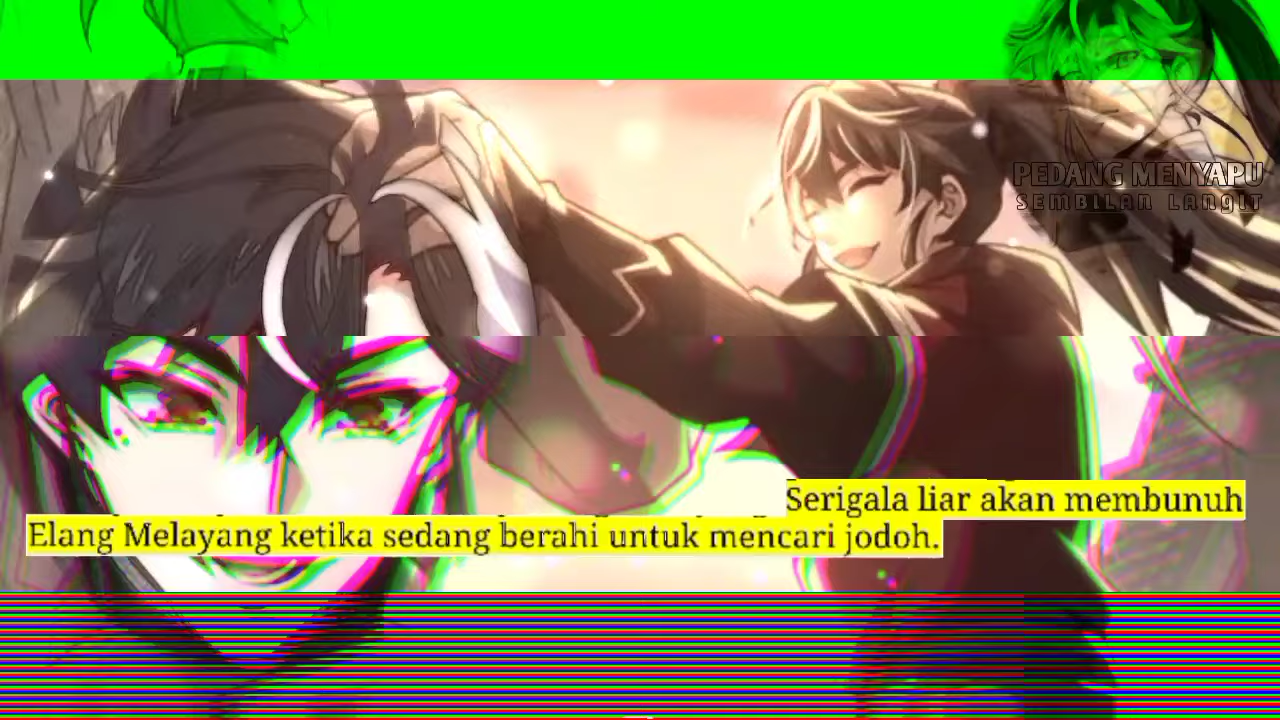 PEDANG MENYAPU
SEMBILAN LANGIT
Serigala liar akan membunuh
Elang Melayang ketika sedang berahi untuk mencari jodoh.